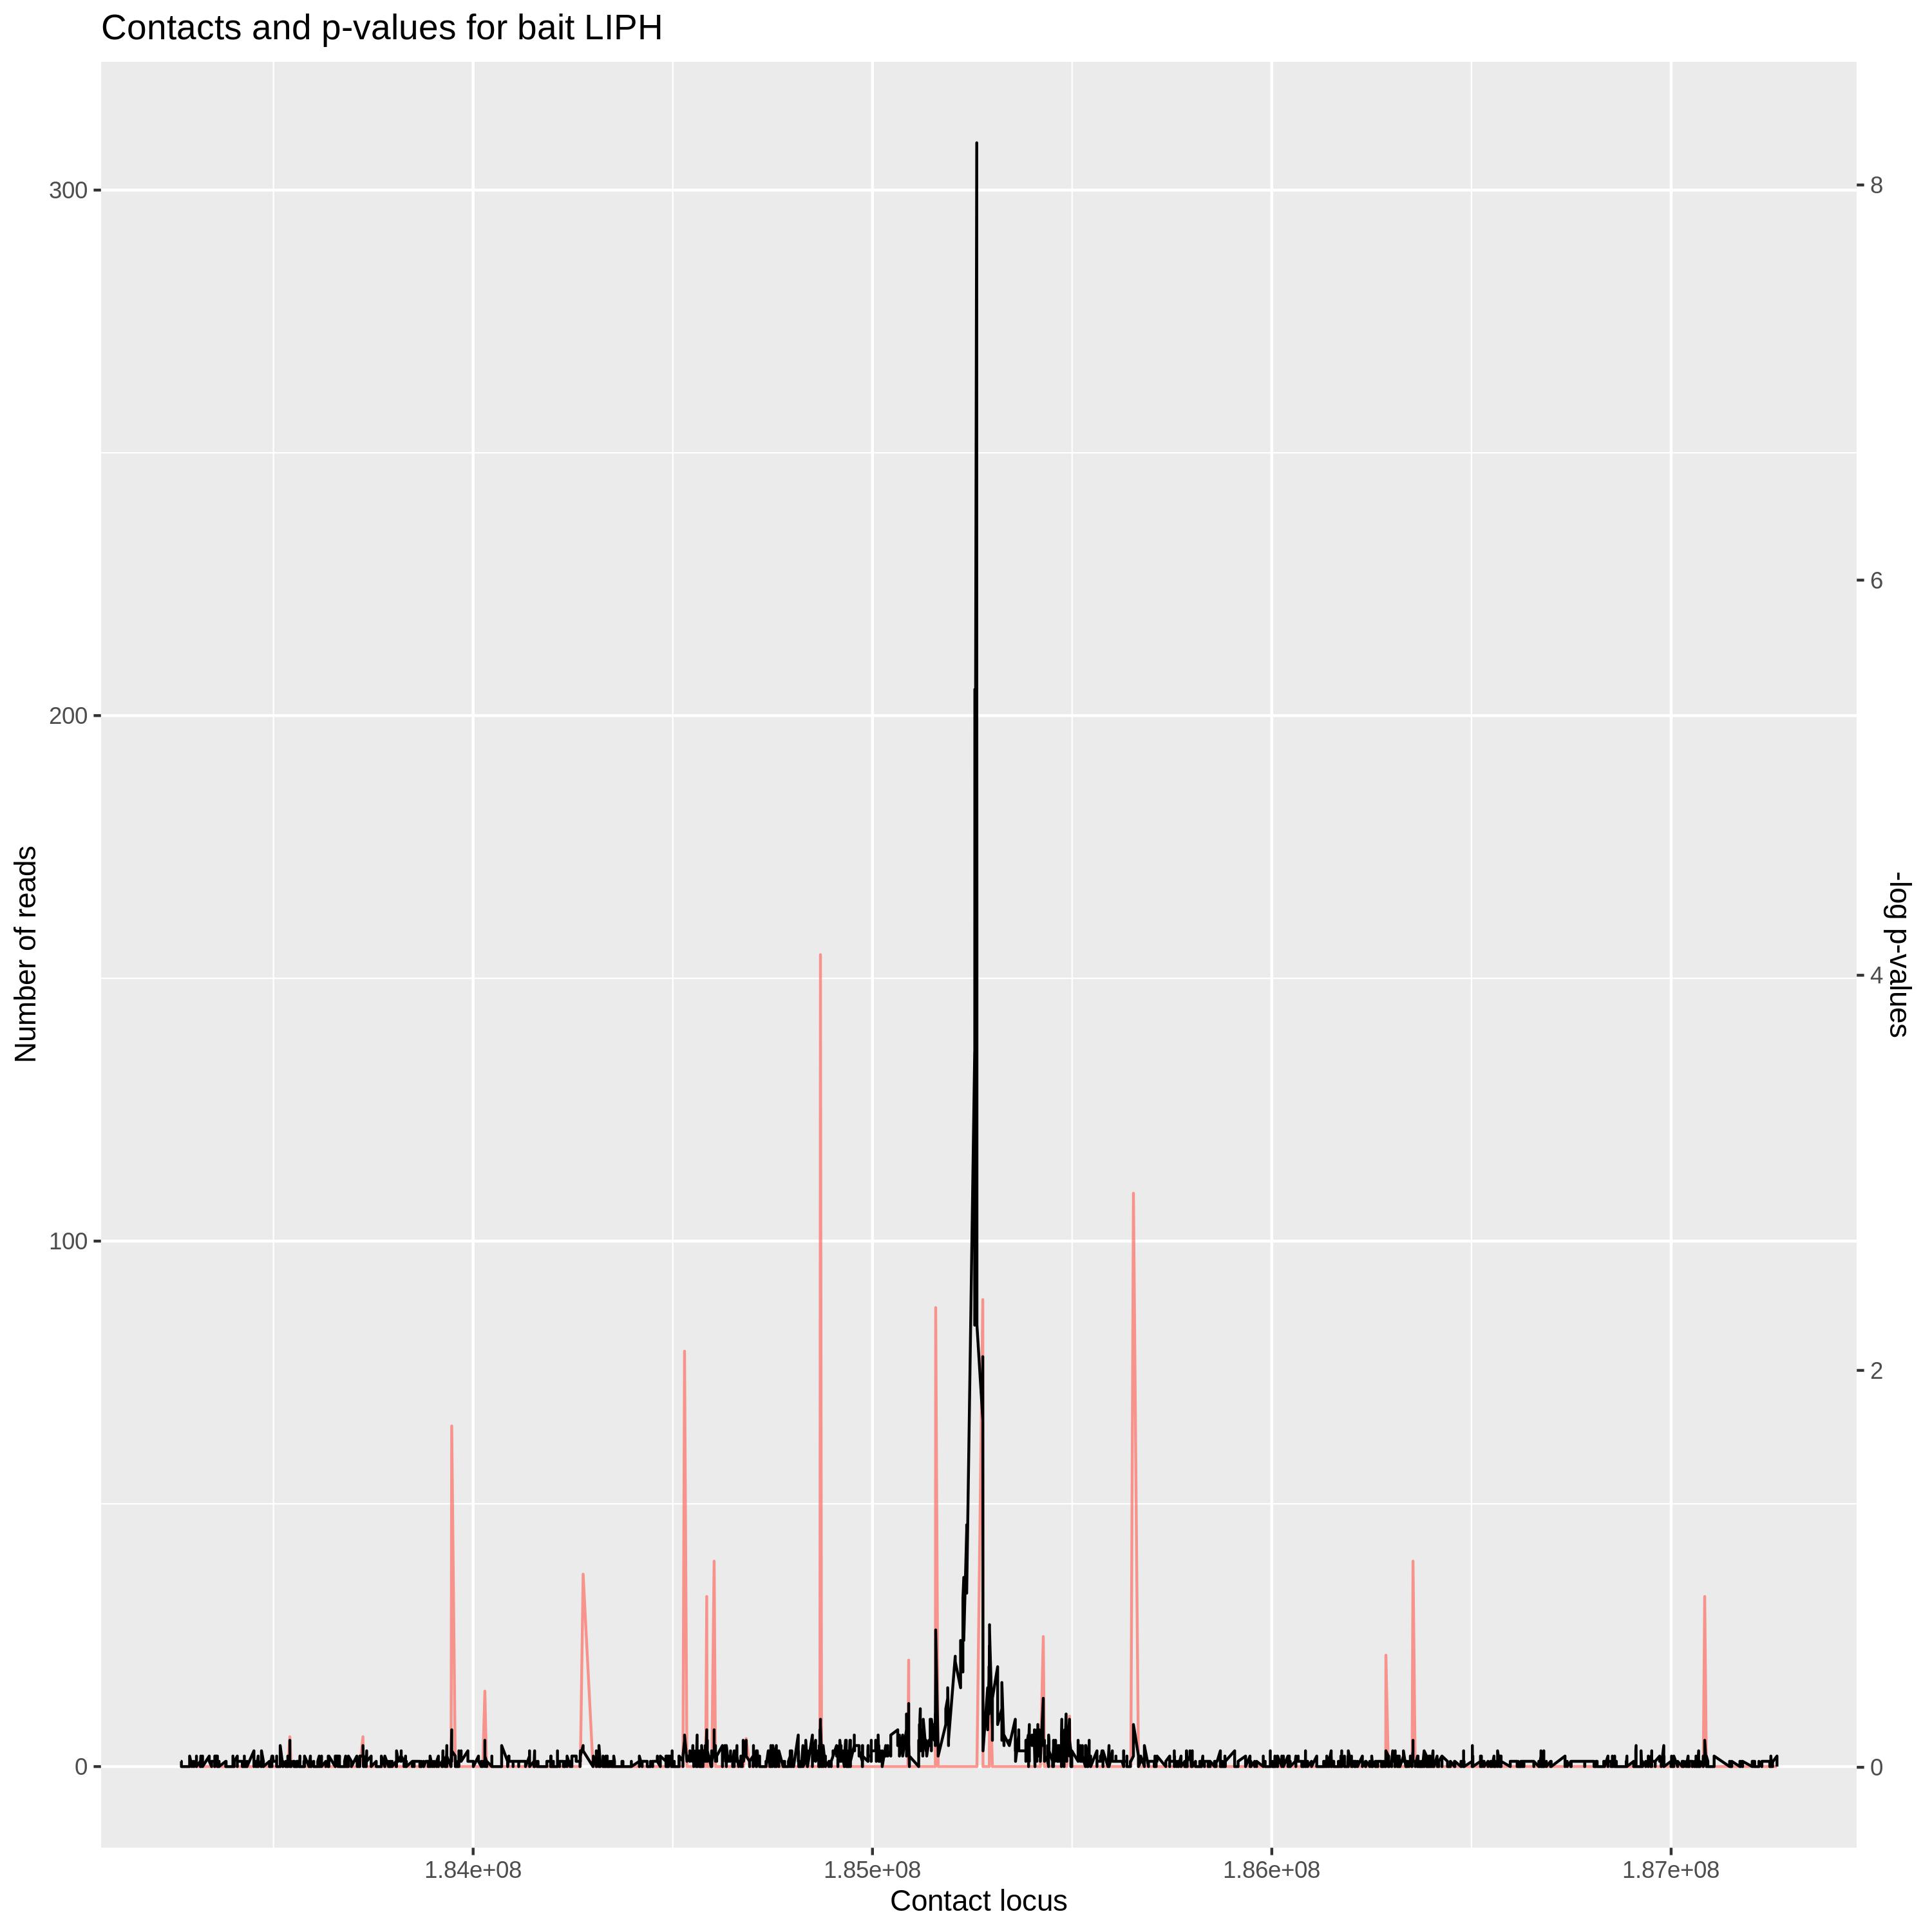 Contacts and p-values for bait LIPH
300
200
100
0
Number of reads
8
6
4
2
0
-log p-values
1.84e+08
1.85e+08
1.86e+08
1.87e+08
Contact locus